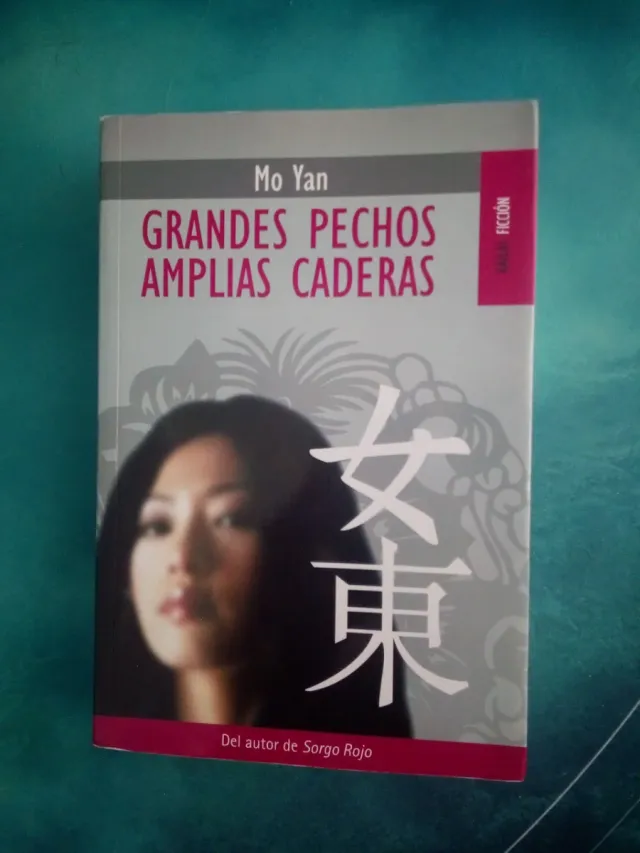 Mo Yan
GRANDES PECHOS
AMPLIAS CADERAS
FICCIÓN
女
東
Del autor de Sorgo Rojo